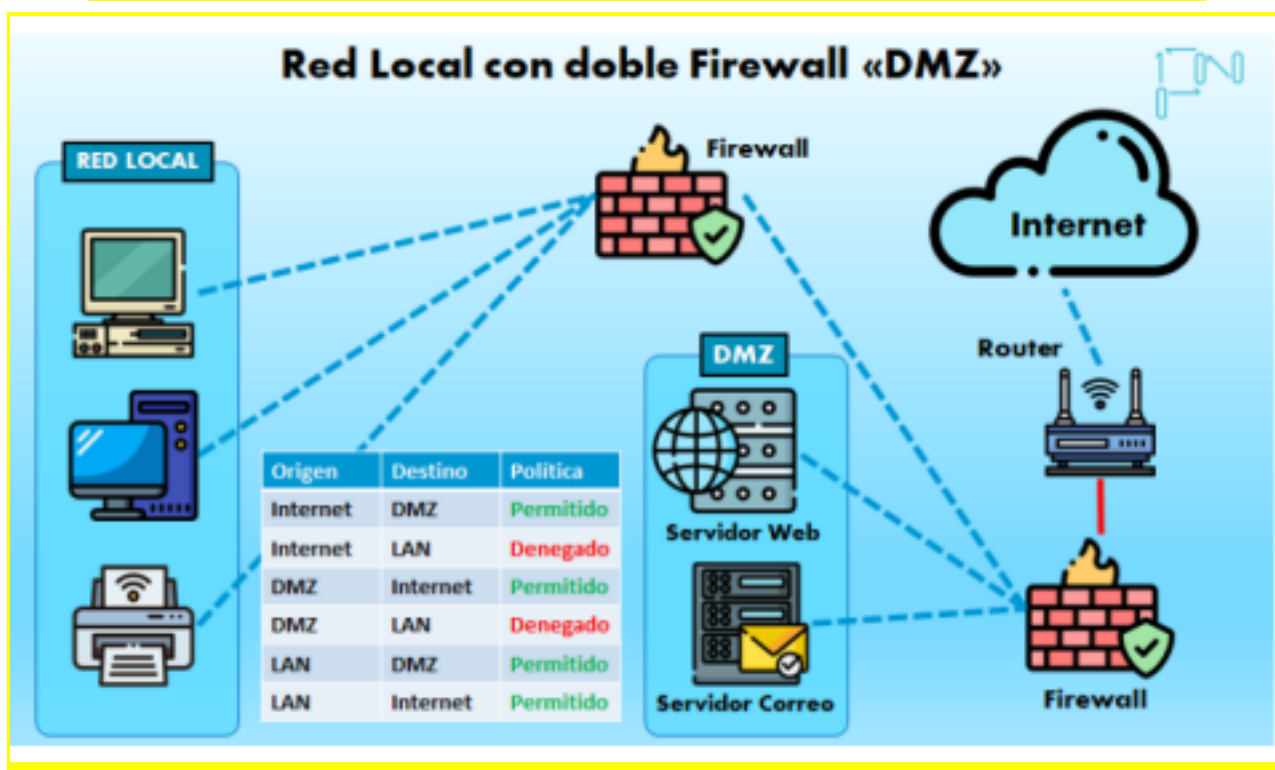 Red Local con doble Firewall «DMZ»
RED LOCAL
Firewall
Internet
Router
DMZ
Servidor Web
Servidor Correo
Firewall
Origen Destino Política
Internet DMZ Permitido
Internet LAN Denegado
DMZ Internet Permitido
DMZ LAN Denegado
LAN DMZ Permitido
LAN Internet Permitido